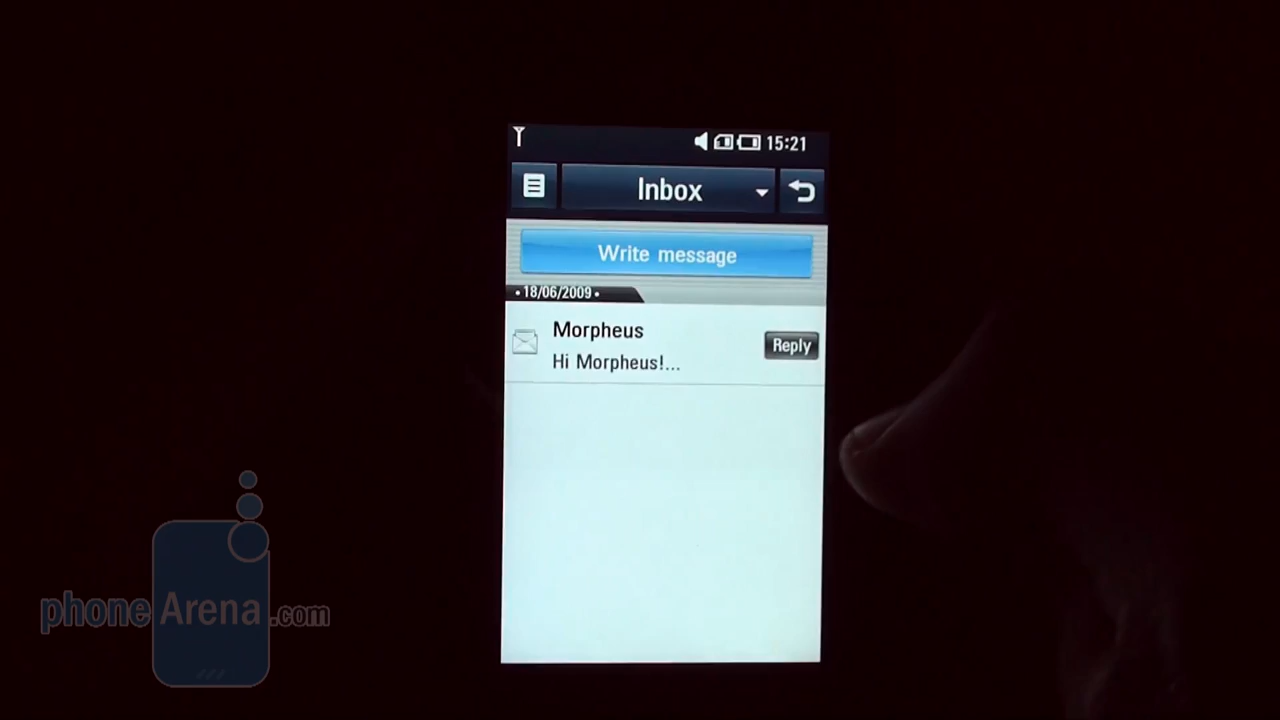 15:21
Inbox
Write message
•18/06/2009•
Morpheus
Hi Morpheus!...
Reply
phoneArena.com